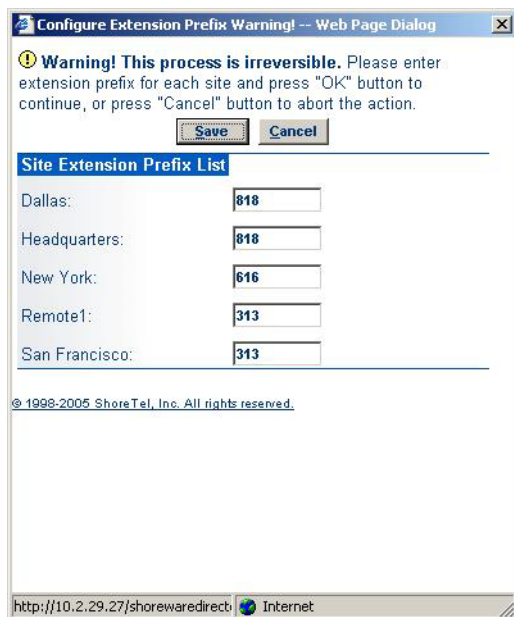 Configure Extension Prefix Warning! -- Web Page Dialog
Warning! This process is irreversible. Please enter
extension prefix for each site and press "OK" button to
continue, or press "Cancel" button to abort the action.
Save Cancel
Site Extension Prefix List
Dallas: 818
Headquarters: 818
New York: 616
Remote1: 313
San Francisco: 313
© 1998-2005 ShoreTel, Inc. All rights reserved.
http://10.2.29.27/shorewaredirect Internet